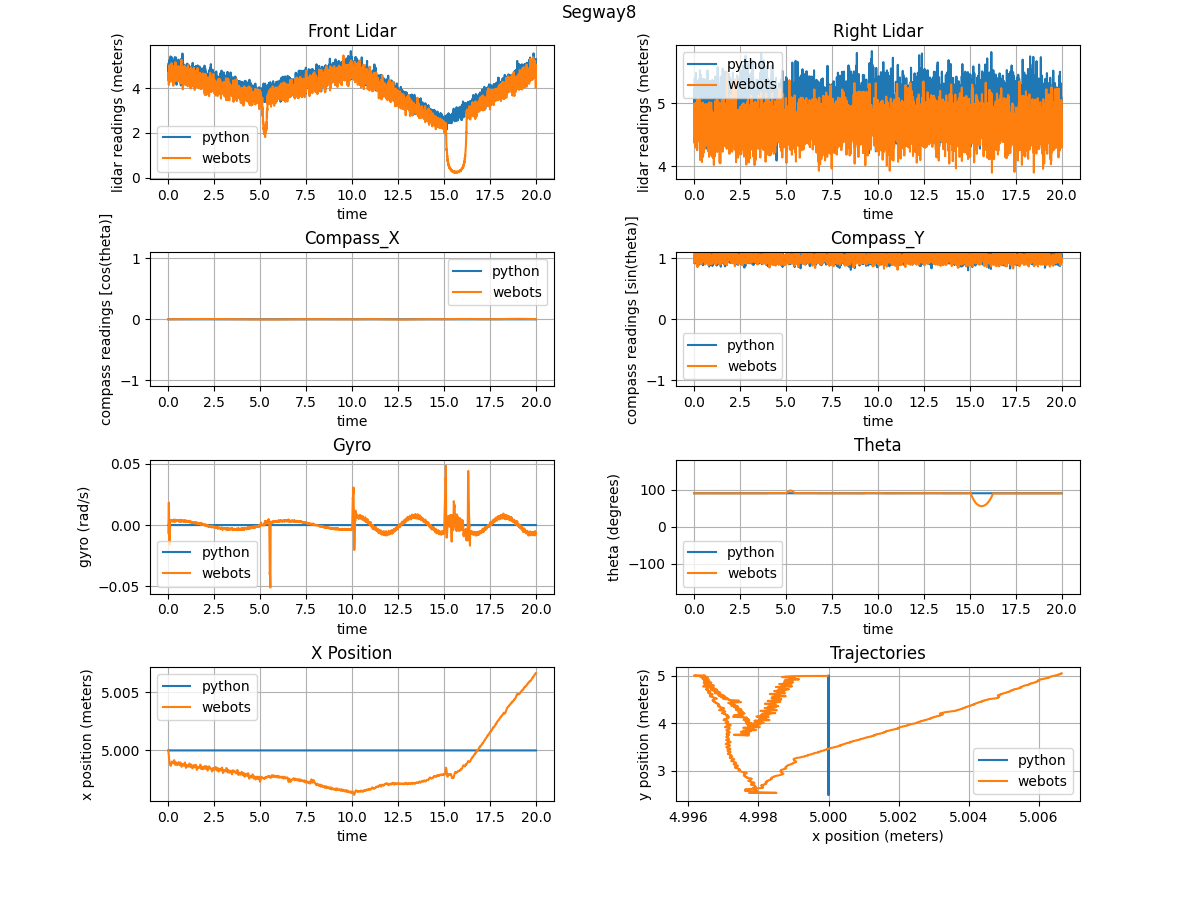 Segway8
Front Lidar
lidar readings (meters)
4
2
0
python
webots
0.0 2.5 5.0 7.5 10.0 12.5 15.0 17.5 20.0
time
Right Lidar
lidar readings (meters)
5
4
python
webots
0.0 2.5 5.0 7.5 10.0 12.5 15.0 17.5 20.0
time
Compass_X
compass readings [cos(theta)]
1
0
−1
python
webots
0.0 2.5 5.0 7.5 10.0 12.5 15.0 17.5 20.0
time
Compass_Y
compass readings [sin(theta)]
1
0
−1
python
webots
0.0 2.5 5.0 7.5 10.0 12.5 15.0 17.5 20.0
time
Gyro
gyro (rad/s)
0.05
0.00
−0.05
python
webots
0.0 2.5 5.0 7.5 10.0 12.5 15.0 17.5 20.0
time
Theta
theta (degrees)
100
0
−100
python
webots
0.0 2.5 5.0 7.5 10.0 12.5 15.0 17.5 20.0
time
X Position
x position (meters)
5.005
5.000
python
webots
0.0 2.5 5.0 7.5 10.0 12.5 15.0 17.5 20.0
time
Trajectories
y position (meters)
5
4
3
python
webots
4.996 4.998 5.000 5.002 5.004 5.006
x position (meters)